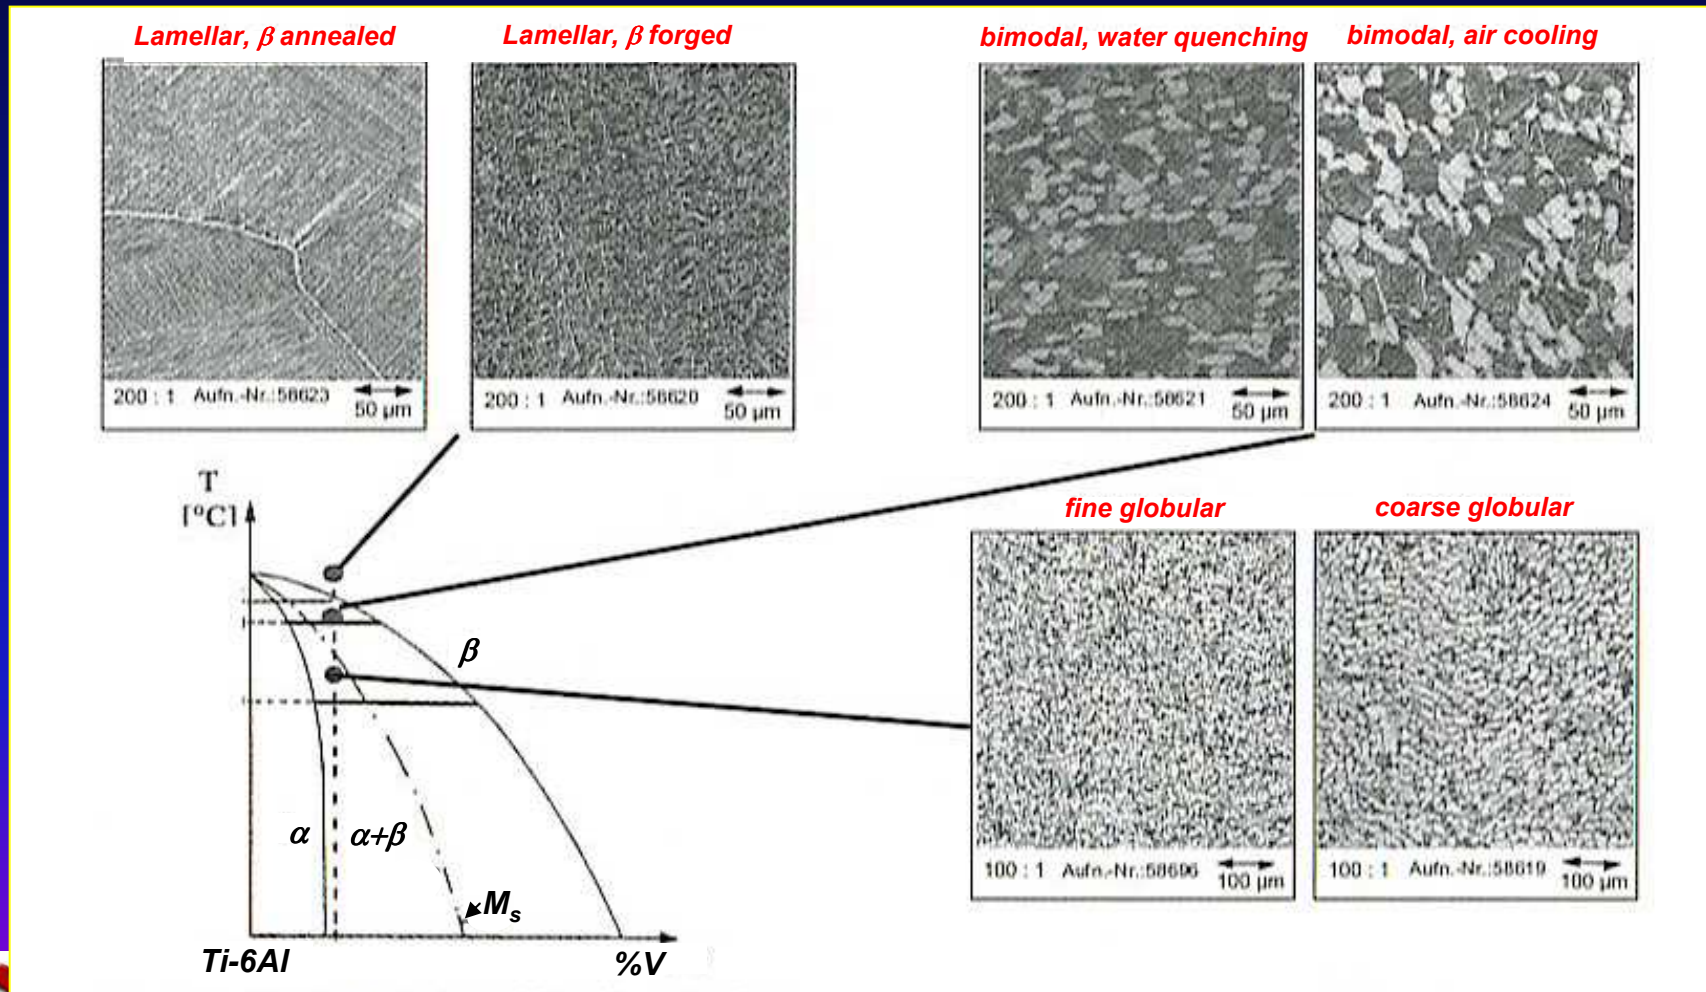 Lamellar, β annealed
Lamellar, β forged
bimodal, water quenching
bimodal, air cooling
200 : 1 Aufn.-Nr.:58623
50 µm
200 : 1 Aufn.-Nr.:58620
50 µm
200 : 1 Aufn.-Nr.:58621
50 µm
200 : 1 Aufn.-Nr.:58624
50 µm
T
[°C]
fine globular
coarse globular
β
α
α+β
Ms
100 : 1 Aufn.-Nr.:58696
100 µm
100 : 1 Aufn.-Nr.:58619
100 µm
Ti-6Al
%V